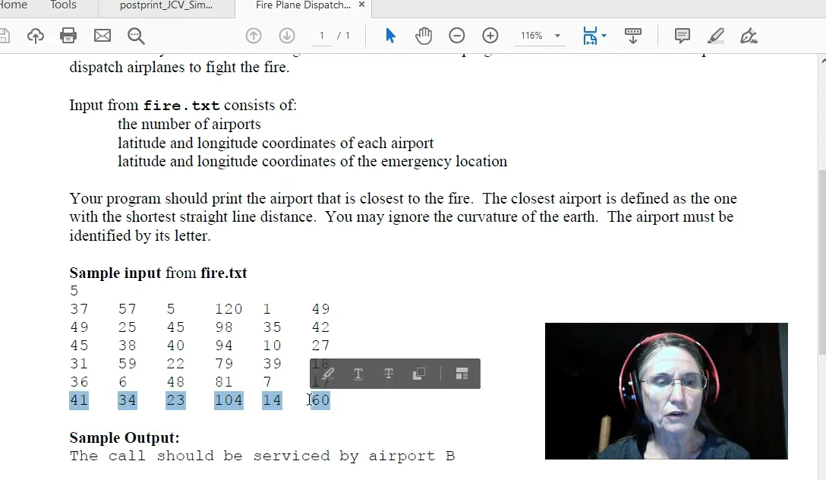 Home Tools postprint_JCV_Sim... Fire Plane Dispatch... ×
1 / 1 116%
dispatch airplanes to fight the fire.
Input from fire.txt consists of:
the number of airports
latitude and longitude coordinates of each airport
latitude and longitude coordinates of the emergency location
Your program should print the airport that is closest to the fire. The closest airport is defined as the one
with the shortest straight line distance. You may ignore the curvature of the earth. The airport must be
identified by its letter.
Sample input from fire.txt
5
37 57 5 120 1 49
49 25 45 98 35 42
45 38 40 94 10 27
31 59 22 79 39
36 6 48 81 7
41 34 23 104 14 60
Sample Output:
The call should be serviced by airport B